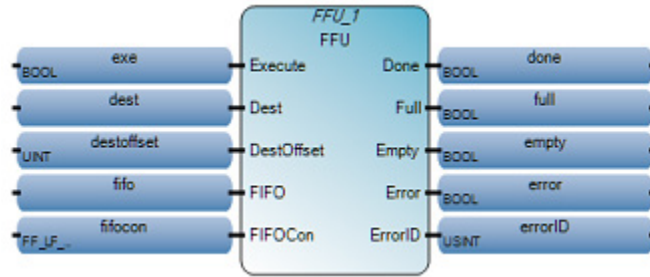 FFU_1
FFU
exe
BOOL
Execute
Done
done
BOOL
dest
Dest
Full
full
BOOL
destoffset
UINT
DestOffset
Empty
empty
BOOL
fifo
FIFO
Error
error
BOOL
fifocon
FF_LF_..
FIFOCon
ErrorID
errorID
USINT